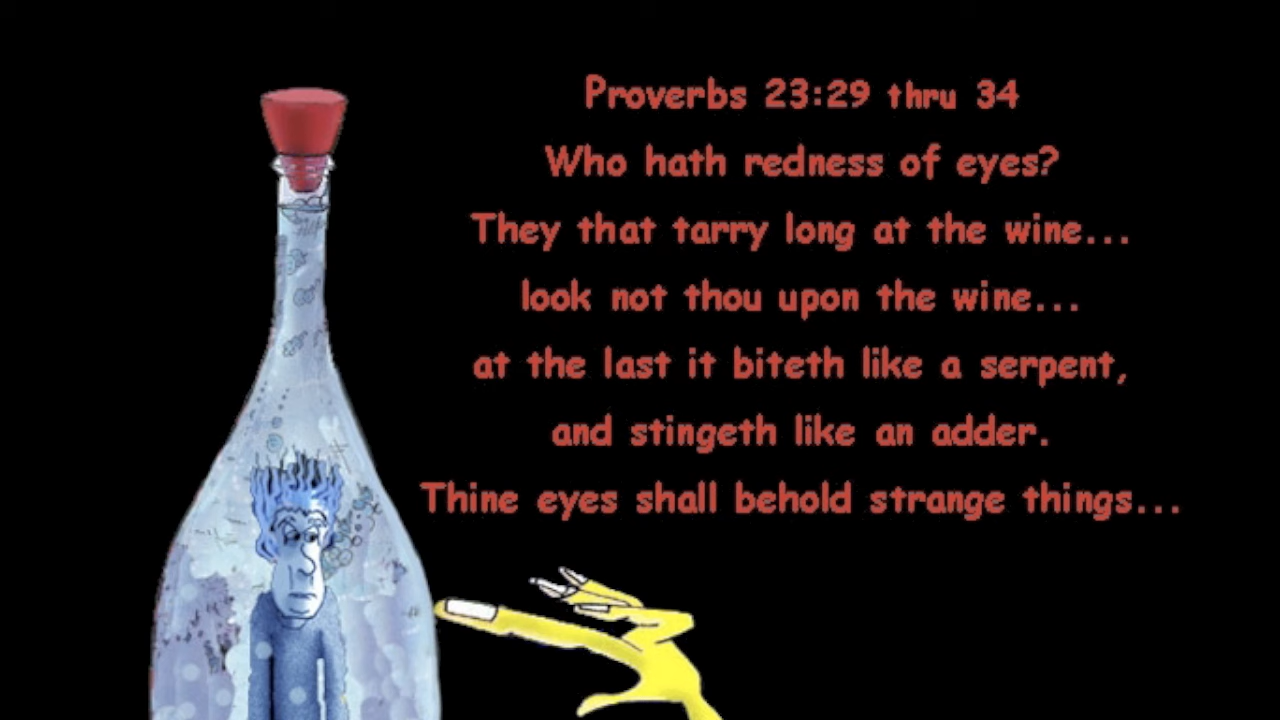 Proverbs 23:29 thru 34
Who hath redness of eyes?
They that tarry long at the wine...
look not thou upon the wine...
at the last it biteth like a serpent,
and stingeth like an adder.
Thine eyes shall behold strange things...